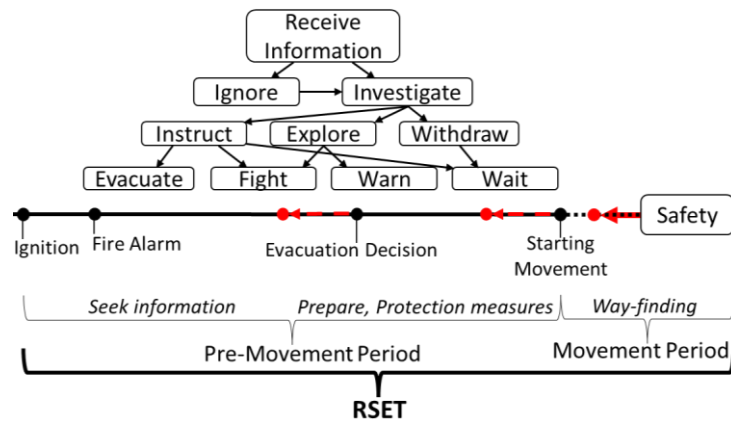 Receive
Information
Ignore
Investigate
Instruct
Explore
Withdraw
Evacuate
Fight
Warn
Wait
Safety
Ignition
Fire Alarm
Evacuation Decision
Starting
Movement
Seek information
Prepare, Protection measures
Way-finding
Pre-Movement Period
Movement Period
RSET